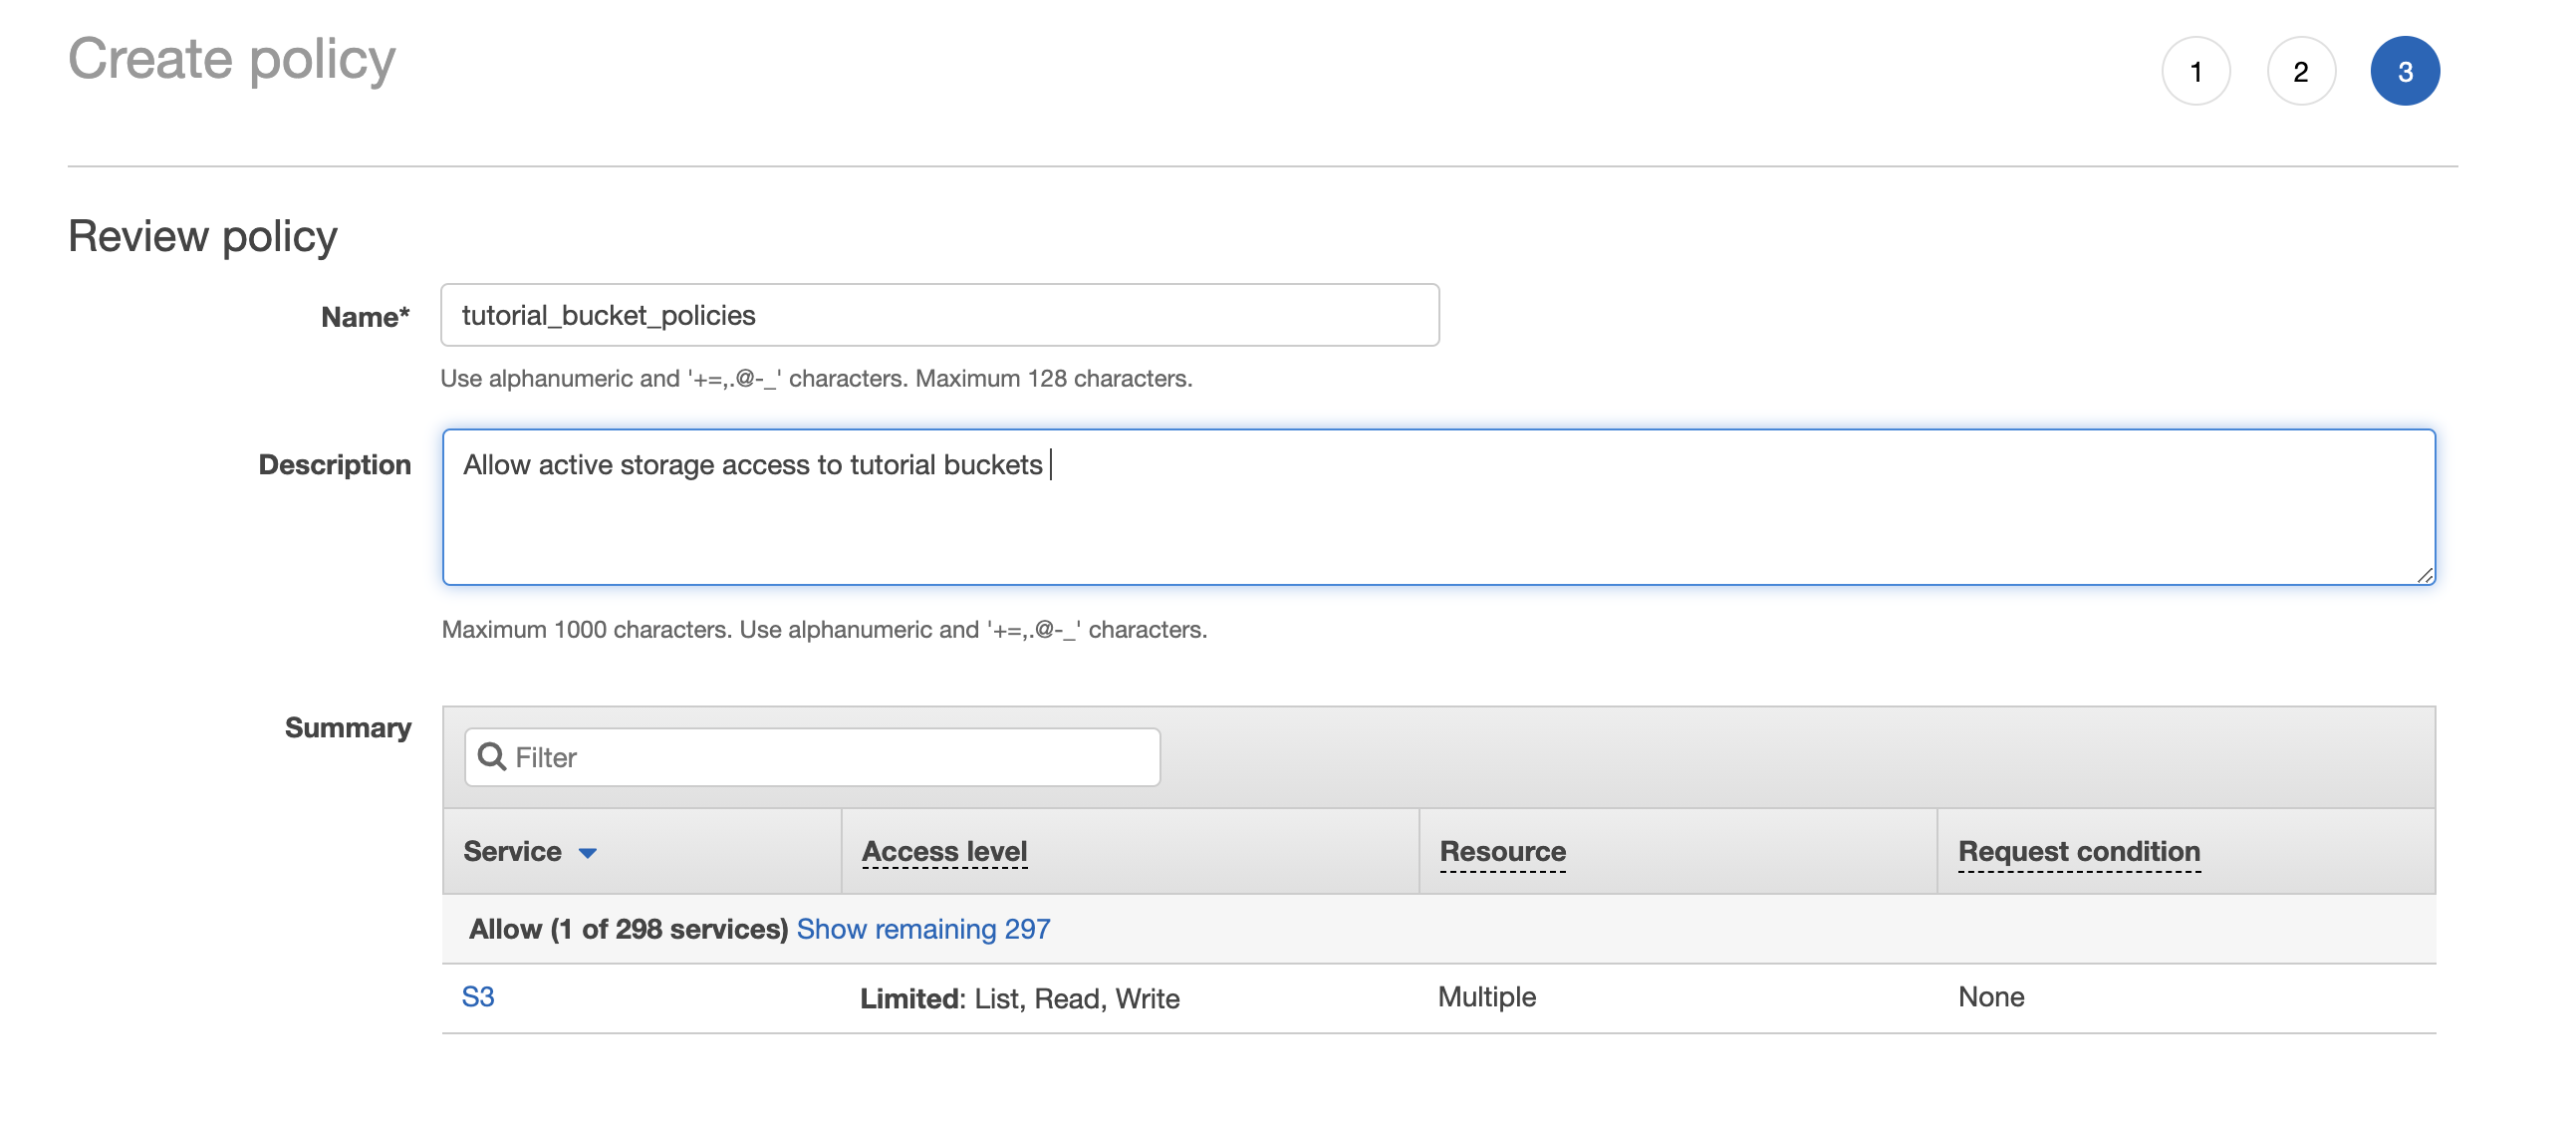 Create policy
1 2 3
Review policy
Name* tutorial_bucket_policies
Use alphanumeric and '+=,.@-_' characters. Maximum 128 characters.
Description Allow active storage access to tutorial buckets
Maximum 1000 characters. Use alphanumeric and '+=,.@-_' characters.
Summary
Filter
Service Access level Resource Request condition
Allow (1 of 298 services) Show remaining 297
S3 Limited: List, Read, Write Multiple None